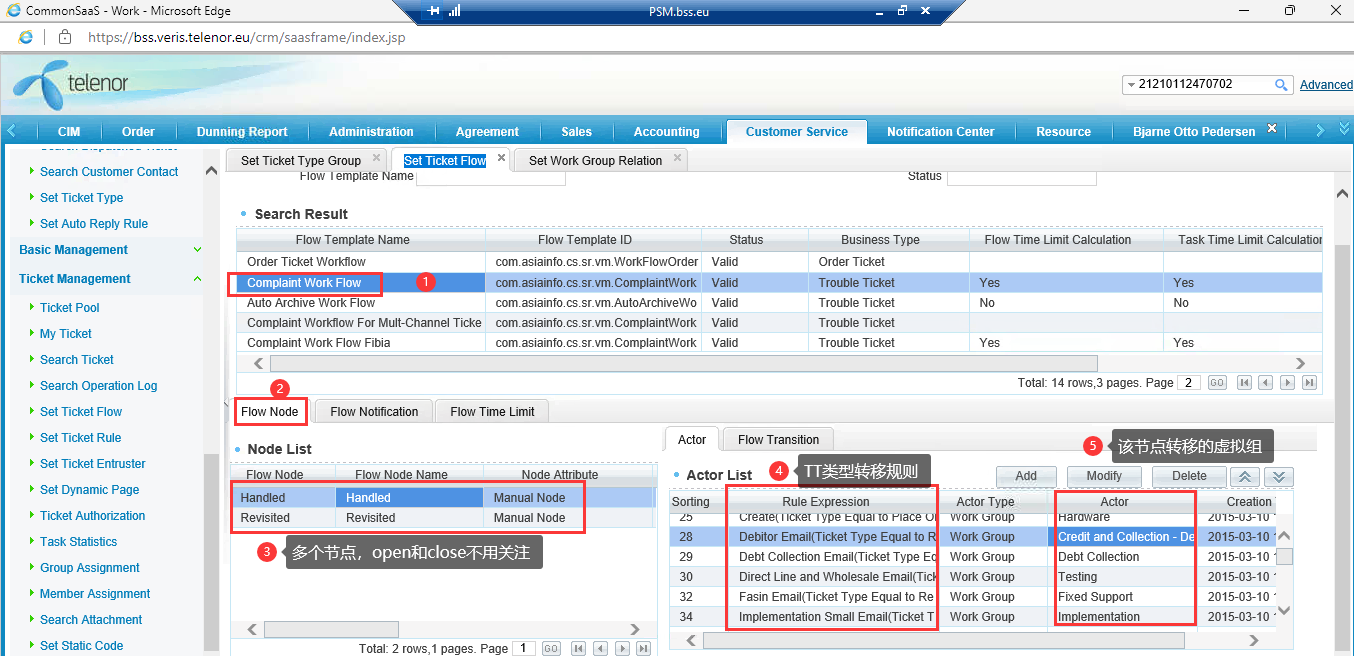 CommonSaaS - Work - Microsoft Edge
PSM.bss.eu
https://bss.veris.telenor.eu/crm/saasframe/index.jsp
telenor
21210112470702
Advanced
CIM Order Dunning Report Administration Agreement Sales Accounting Customer Service Notification Center Resource Bjarne Otto Pedersen
Search Customer Contact
Set Ticket Type
Set Auto Reply Rule
Basic Management
Ticket Management
Ticket Pool
My Ticket
Search Ticket
Search Operation Log
Set Ticket Flow
Set Ticket Rule
Set Ticket Entruster
Set Dynamic Page
Ticket Authorization
Task Statistics
Group Assignment
Member Assignment
Search Attachment
Set Static Code
Set Ticket Type Group Set Ticket Flow Set Work Group Relation
Flow Template Name Status
Search Result
Flow Template Name Flow Template ID Status Business Type Flow Time Limit Calculation Task Time Limit Calculation
Order Ticket Workflow com.asiainfo.cs.sr.vm.WorkFlowOrder Valid Order Ticket
Complaint Work Flow 1 com.asiainfo.cs.sr.vm.ComplaintWork Valid Trouble Ticket Yes Yes
Auto Archive Work Flow com.asiainfo.cs.sr.vm.AutoArchiveWo Valid Trouble Ticket No No
Complaint Workflow For Mult-Channel Ticke com.asiainfo.cs.sr.vm.ComplaintWork Valid Trouble Ticket
Complaint Work Flow Fibia com.asiainfo.cs.sr.vm.ComplaintWork Valid Trouble Ticket Yes Yes
Total: 14 rows,3 pages. Page 2 GO
2
Flow Node Flow Notification Flow Time Limit
Node List
Flow Node Flow Node Name Node Attribute
Handled Handled Manual Node
Revisited Revisited Manual Node
3 多个节点，open和close不用关注
Total: 2 rows,1 pages. Page 1 GO
Actor Flow Transition
5 该节点转移的虚拟组
Actor List 4 TT类型转移规则 Add Modify Delete
Sorting Rule Expression Actor Type Actor Creation
25 Create(Ticket Type Equal to Place O Work Group Hardware 2015-03-10
28 Debitor Email(Ticket Type Equal to R Work Group Credit and Collection - De 2015-03-10
29 Debt Collection Email(Ticket Type Eq Work Group Debt Collection 2015-03-10
30 Direct Line and Wholesale Email(Tick Work Group Testing 2015-03-10
32 Fasin Email(Ticket Type Equal to Re Work Group Fixed Support 2015-03-10
34 Implementation Small Email(Ticket T Work Group Implementation 2015-03-10